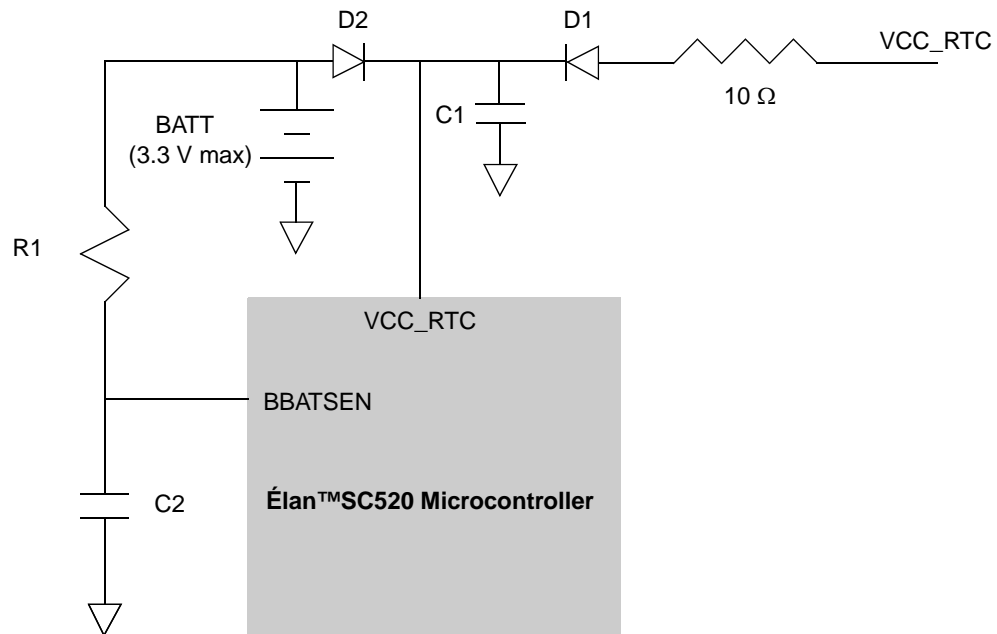 D2
D1
VCC_RTC
10 Ω
C1
BATT
(3.3 V max)
R1
VCC_RTC
BBATSEN
C2
Élan™SC520 Microcontroller